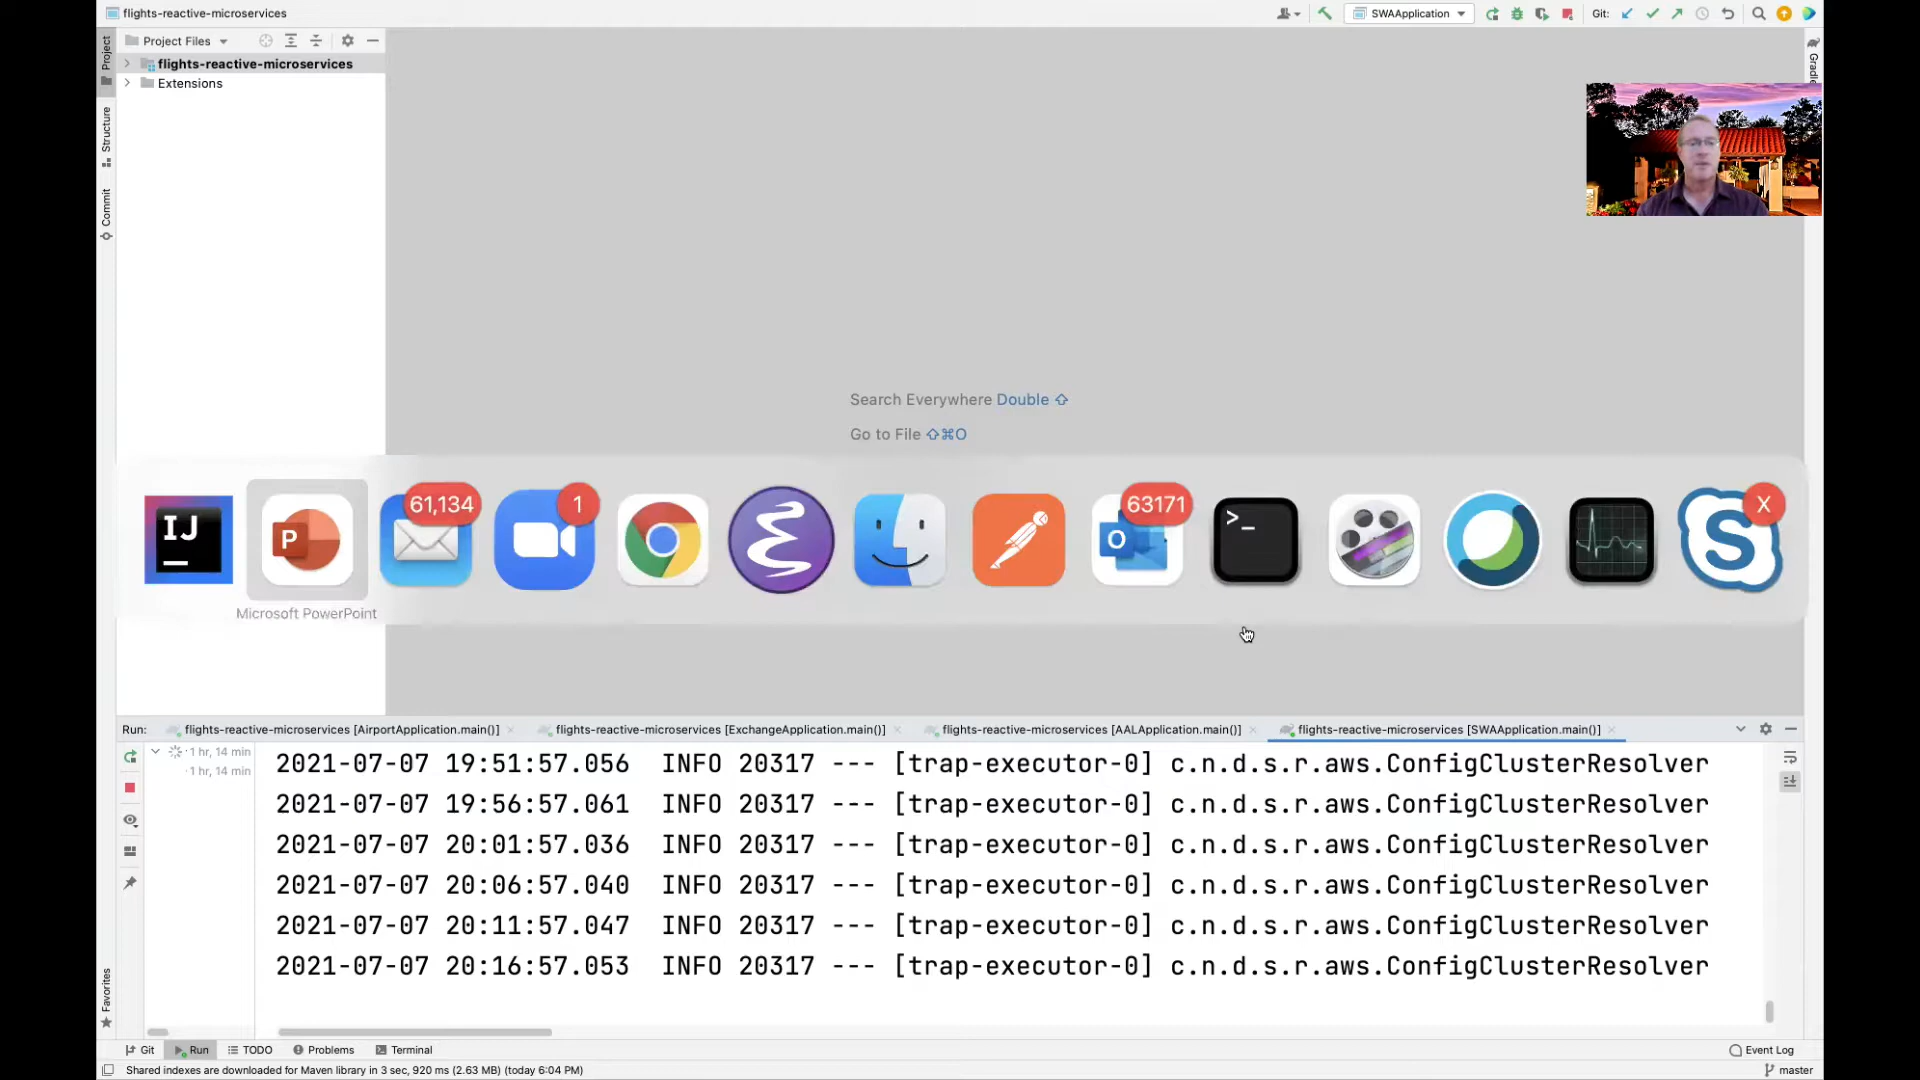 flights-reactive-microservices
SWAApplication
Git:
Project
Project Files
flights-reactive-microservices
Extensions
Structure
Commit
Gradle
Search Everywhere Double ⇧
Go to File ⇧⌘O
IJ
P
61,134
1
63171
O
>_
S
X
Microsoft PowerPoint
Run:
flights-reactive-microservices [AirportApplication.main()]
flights-reactive-microservices [ExchangeApplication.main()]
flights-reactive-microservices [AALApplication.main()]
flights-reactive-microservices [SWAApplication.main()]
1 hr, 14 min
1 hr, 14 min
2021-07-07 19:51:57.056 INFO 20317 --- [trap-executor-0] c.n.d.s.r.aws.ConfigClusterResolver
2021-07-07 19:56:57.061 INFO 20317 --- [trap-executor-0] c.n.d.s.r.aws.ConfigClusterResolver
2021-07-07 20:01:57.036 INFO 20317 --- [trap-executor-0] c.n.d.s.r.aws.ConfigClusterResolver
2021-07-07 20:06:57.040 INFO 20317 --- [trap-executor-0] c.n.d.s.r.aws.ConfigClusterResolver
2021-07-07 20:11:57.047 INFO 20317 --- [trap-executor-0] c.n.d.s.r.aws.ConfigClusterResolver
2021-07-07 20:16:57.053 INFO 20317 --- [trap-executor-0] c.n.d.s.r.aws.ConfigClusterResolver
Favorites
Git
Run
TODO
Problems
Terminal
Event Log
Shared indexes are downloaded for Maven library in 3 sec, 920 ms (2.63 MB) (today 6:04 PM)
master